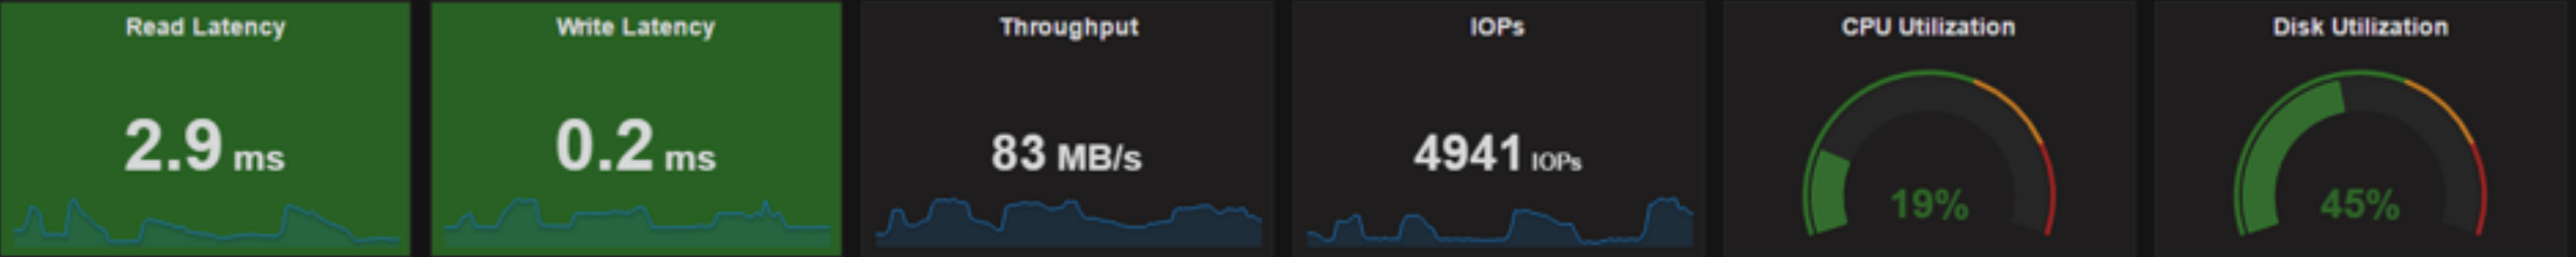 Read Latency
2.9 ms
Write Latency
0.2 ms
Throughput
83 MB/s
IOPs
4941 IOPs
CPU Utilization
19%
Disk Utilization
45%